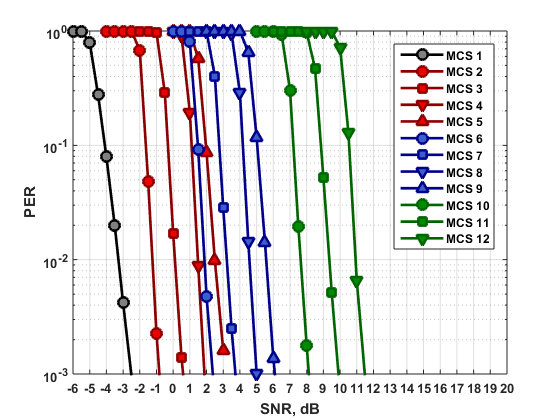 10^0
10^-1
10^-2
10^-3
PER
-6 -5 -4 -3 -2 -1 0 1 2 3 4 5 6 7 8 9 10 11 12 13 14 15 16 17 18 19 20
SNR, dB
MCS 1
MCS 2
MCS 3
MCS 4
MCS 5
MCS 6
MCS 7
MCS 8
MCS 9
MCS 10
MCS 11
MCS 12